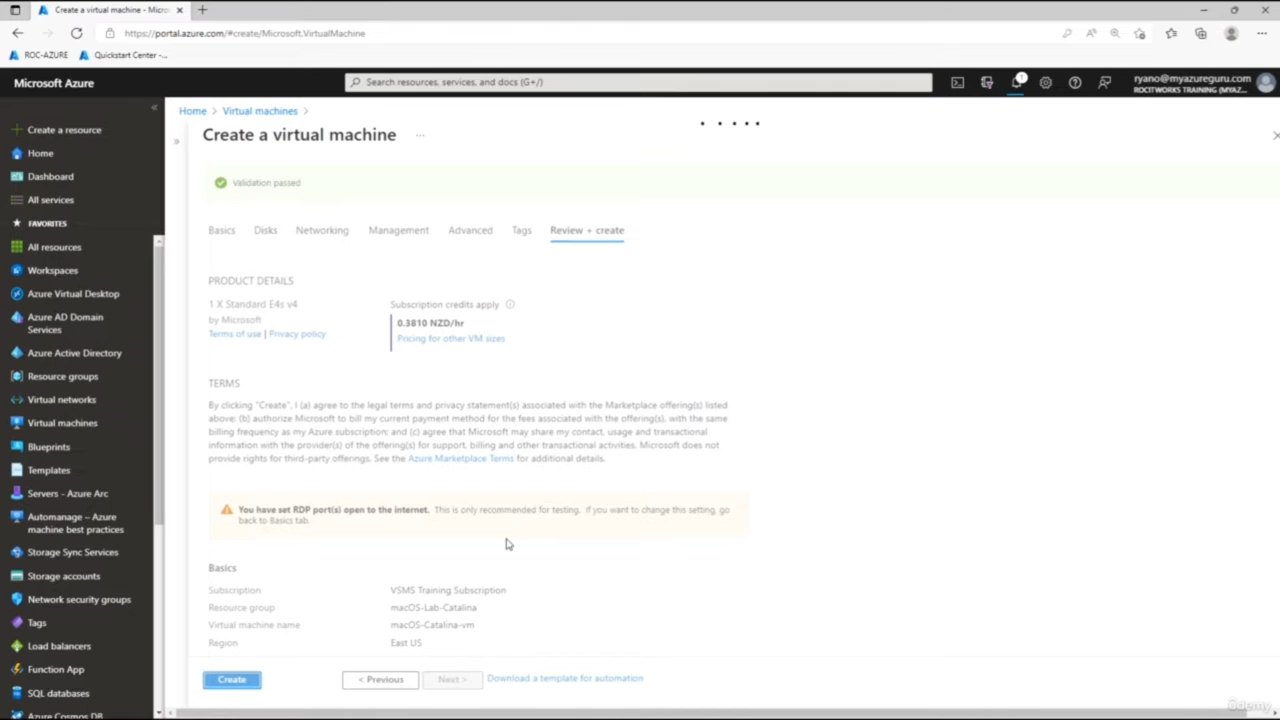 Create a virtual machine - Micros
https://portal.azure.com/#create/Microsoft.VirtualMachine
ROC-AZURE
Quickstart Center -...
Microsoft Azure
Search resources, services, and docs (G+/)
1
ryano@myazureguru.com
ROCITWORKS TRAINING (MYAZ...
Home > Virtual machines >
Create a virtual machine
...
Create a resource
Home
Dashboard
All services
FAVORITES
All resources
Workspaces
Azure Virtual Desktop
Azure AD Domain
Services
Azure Active Directory
Resource groups
Virtual networks
Virtual machines
Blueprints
Templates
Servers - Azure Arc
Automanage – Azure
machine best practices
Storage Sync Services
Storage accounts
Network security groups
Tags
Load balancers
Function App
SQL databases
Azure Cosmos DB
Validation passed
Basics Disks Networking Management Advanced Tags Review + create
PRODUCT DETAILS
1 X Standard E4s v4
by Microsoft
Terms of use | Privacy policy
Subscription credits apply
0.3810 NZD/hr
Pricing for other VM sizes
TERMS
By clicking "Create", I (a) agree to the legal terms and privacy statement(s) associated with the Marketplace offering(s) listed
above; (b) authorize Microsoft to bill my current payment method for the fees associated with the offering(s), with the same
billing frequency as my Azure subscription; and (c) agree that Microsoft may share my contact, usage and transactional
information with the provider(s) of the offering(s) for support, billing and other transactional activities. Microsoft does not
provide rights for third-party offerings. See the Azure Marketplace Terms for additional details.
You have set RDP port(s) open to the internet. This is only recommended for testing. If you want to change this setting, go
back to Basics tab.
Basics
Subscription VSMS Training Subscription
Resource group macOS-Lab-Catalina
Virtual machine name macOS-Catalina-vm
Region East US
Create
< Previous
Next >
Download a template for automation
Udemy